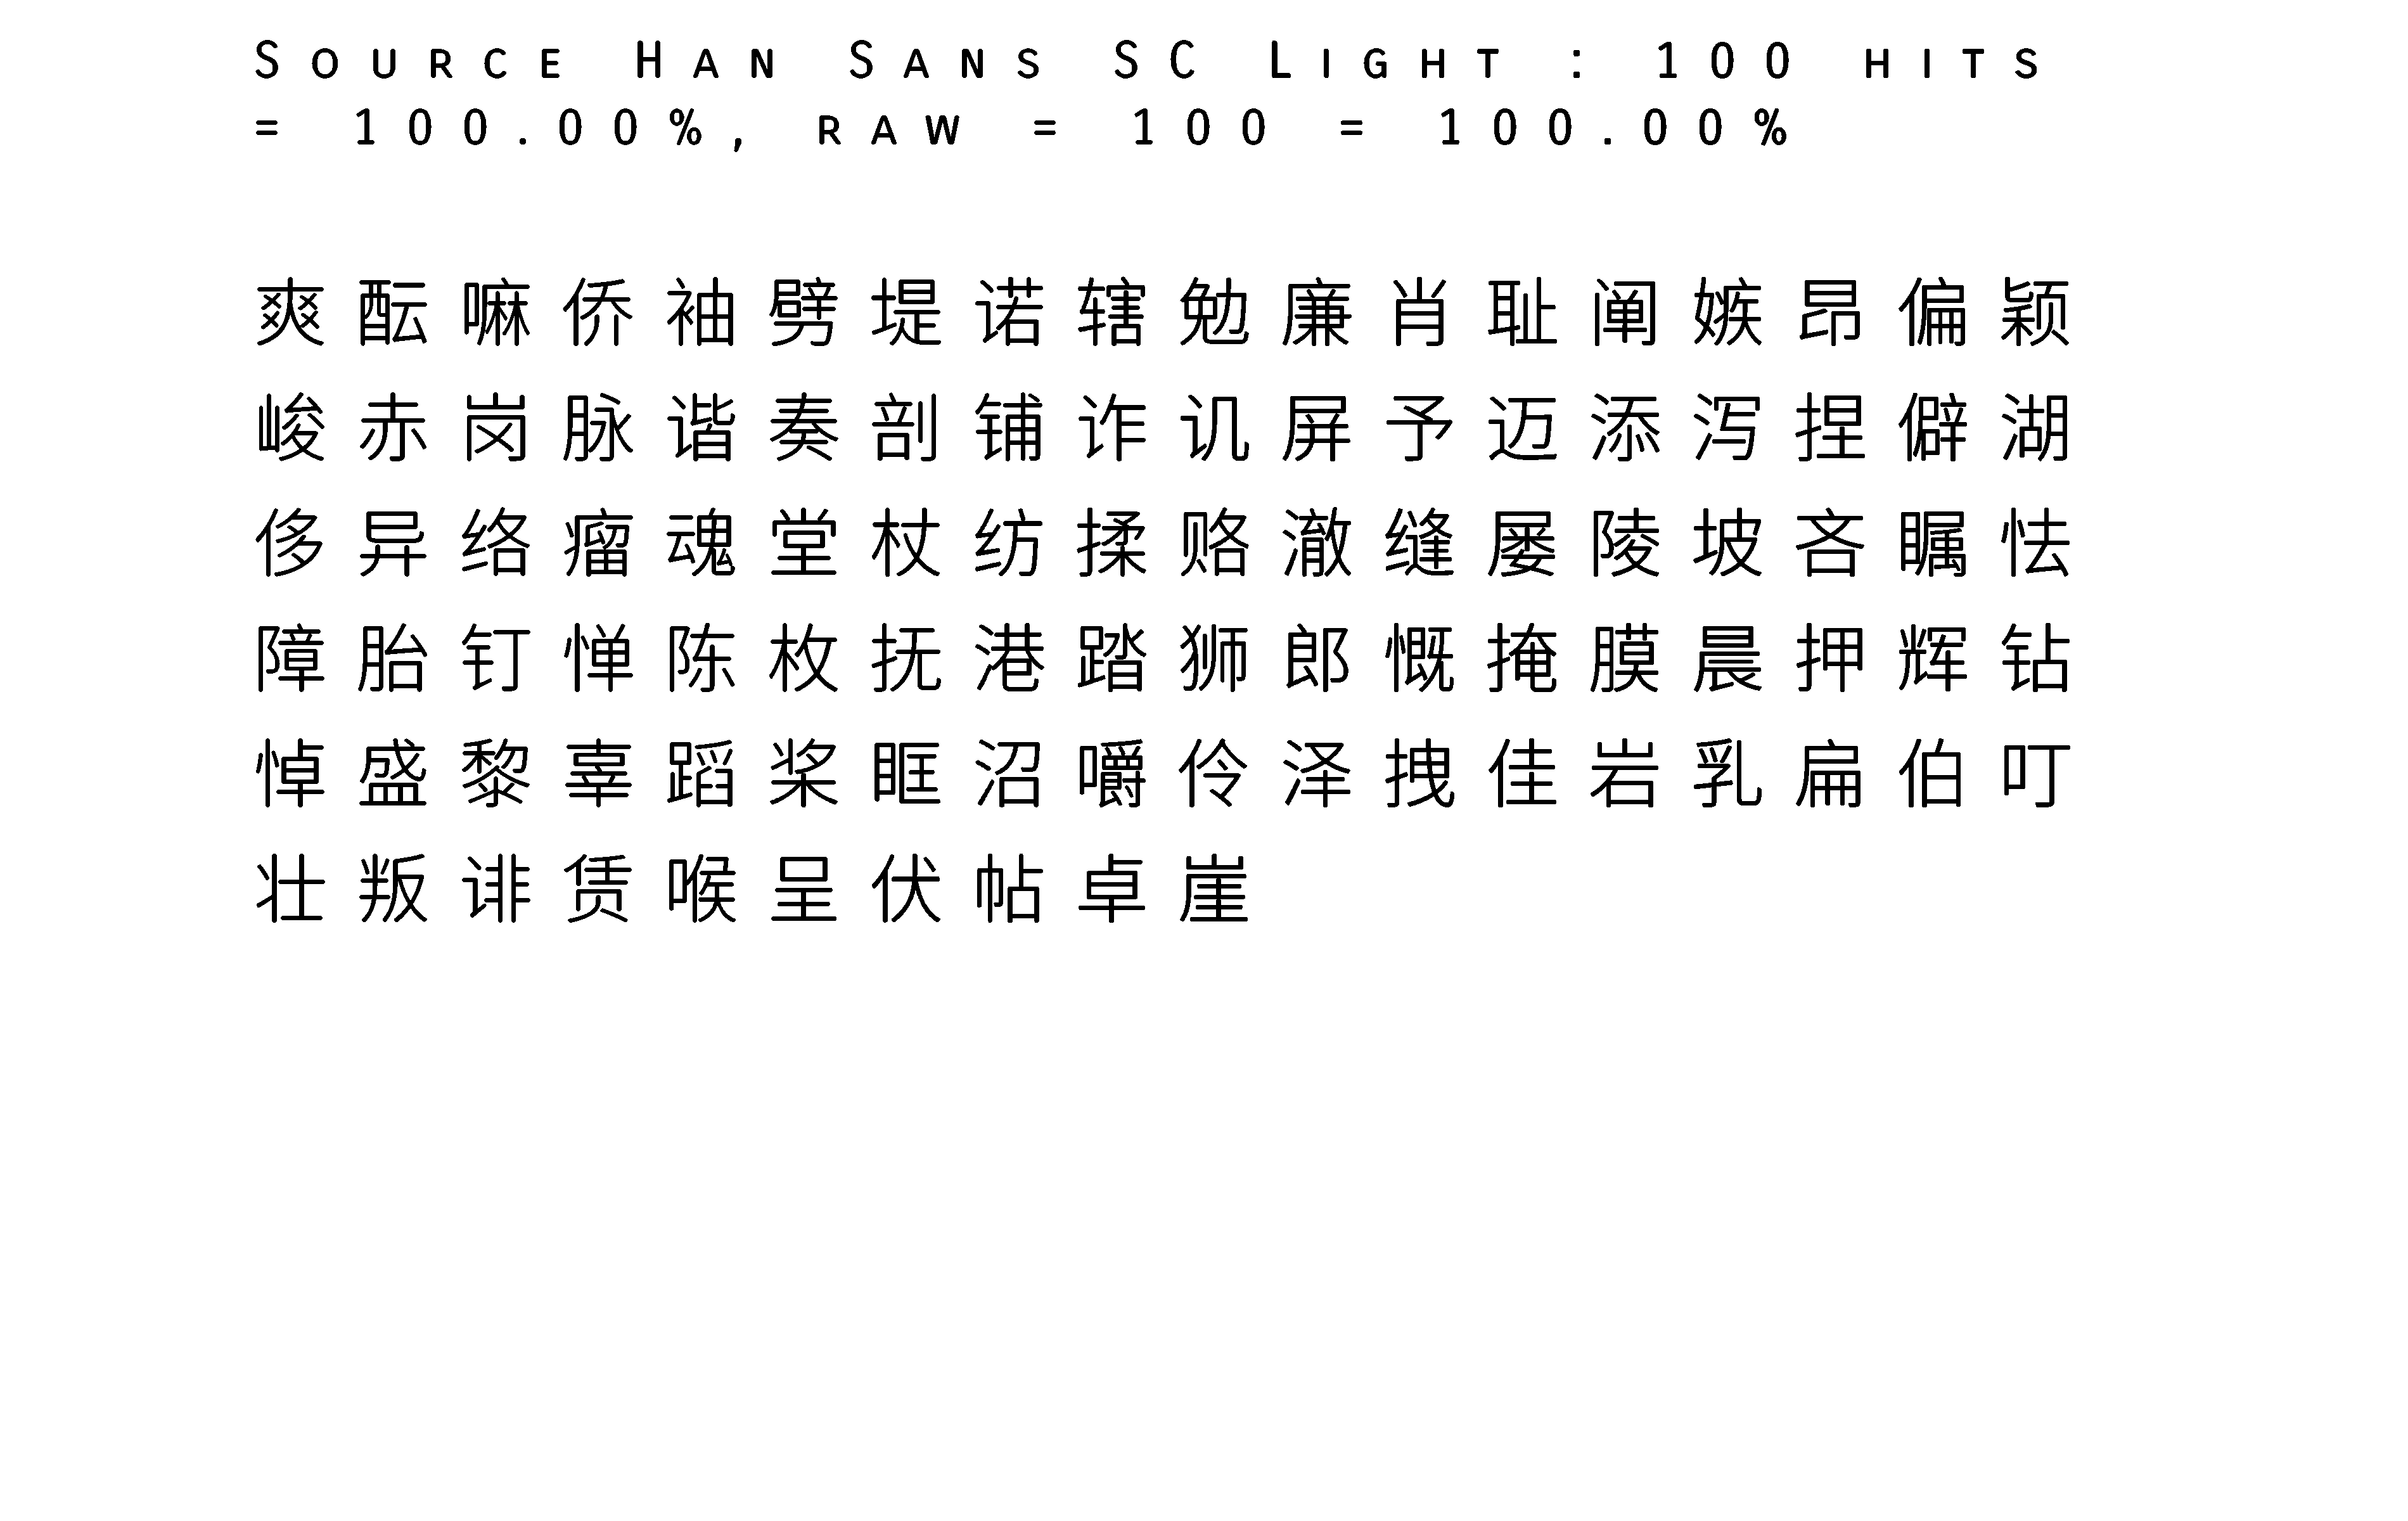 Source Han Sans SC Light : 100 hits
= 100.00%, raw = 100 = 100.00%
爽酝嘛侨袖劈堤诺辖勉廉肖耻阐嫉昂偏颖
峻赤岗脉谐奏剖铺诈讥屏予迈添泻捏僻湖
侈异络瘤魂堂杖纺揉赂澈缝屡陵坡吝瞩怯
障胎钉惮陈枚抚港踏狮郎慨掩膜晨押辉钻
悼盛黎辜蹈桨眶沼嚼伶泽拽佳岩乳扁伯叮
壮叛诽赁喉呈伏帖卓崖